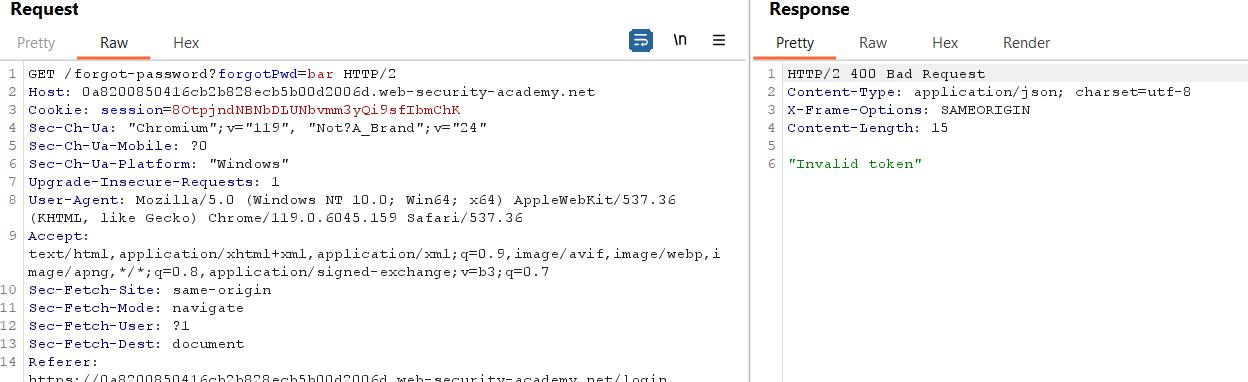 Request
Pretty Raw Hex
\n
1 GET /forgot-password?forgotPwd=bar HTTP/2
2 Host: 0a8200850416cb2b828ecb5b00d2006d.web-security-academy.net
3 Cookie: session=8OtpjndNBNbDLUNbvmm3yQi9sfIbmChK
4 Sec-Ch-Ua: "Chromium";v="119", "Not?A_Brand";v="24"
5 Sec-Ch-Ua-Mobile: ?0
6 Sec-Ch-Ua-Platform: "Windows"
7 Upgrade-Insecure-Requests: 1
8 User-Agent: Mozilla/5.0 (Windows NT 10.0; Win64; x64) AppleWebKit/537.36
(KHTML, like Gecko) Chrome/119.0.6045.159 Safari/537.36
9 Accept:
text/html,application/xhtml+xml,application/xml;q=0.9,image/avif,image/webp,i
mage/apng,*/*;q=0.8,application/signed-exchange;v=b3;q=0.7
10 Sec-Fetch-Site: same-origin
11 Sec-Fetch-Mode: navigate
12 Sec-Fetch-User: ?1
13 Sec-Fetch-Dest: document
14 Referer:
https://0a8200850416cb2b828ecb5b00d2006d.web-security-academy.net/login
Response
Pretty Raw Hex Render
1 HTTP/2 400 Bad Request
2 Content-Type: application/json; charset=utf-8
3 X-Frame-Options: SAMEORIGIN
4 Content-Length: 15
5
6 "Invalid token"